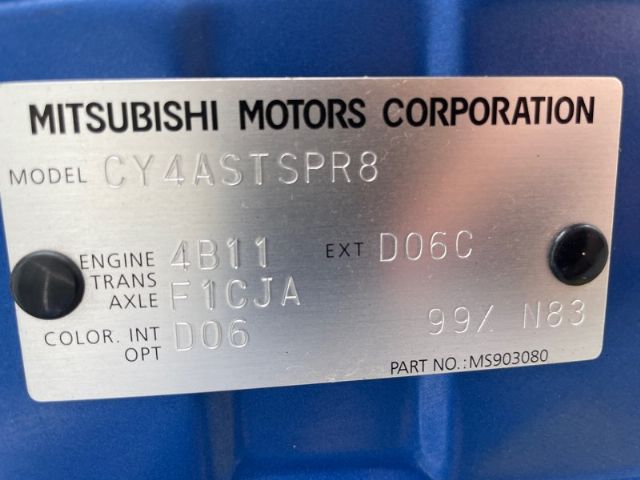 MITSUBISHI MOTORS CORPORATION
MODEL CY4ASTSPR8
ENGINE 4B11 EXT D06C
TRANS
AXLE F1CJA
COLOR. INT D06 99/ N83
OPT
PART NO.:MS903080